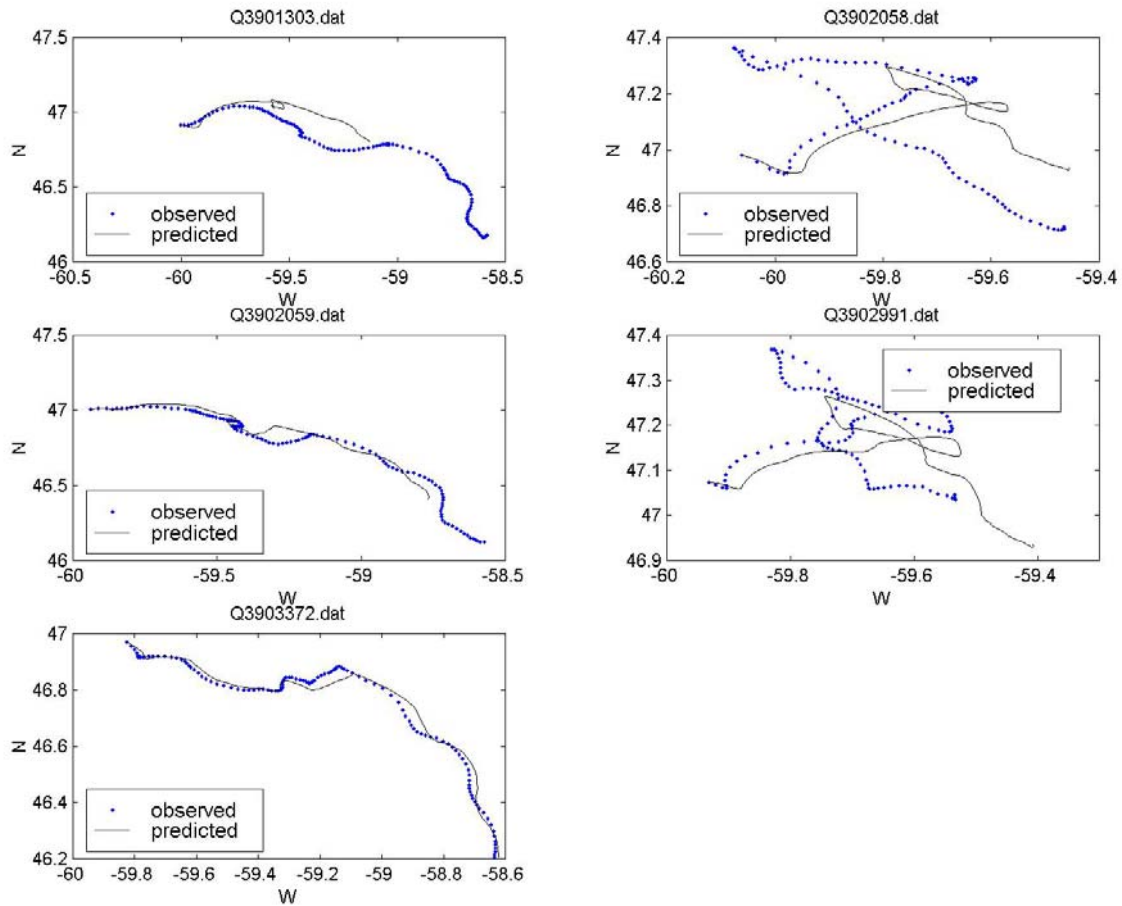 Q3901303.dat
47.5
47
N
46.5
46
observed
predicted
-60.5 -60 -59.5 -59 -58.5
W
Q3902058.dat
47.4
47.2
N
47
46.8
46.6
observed
predicted
-60.2 -60 -59.8 -59.6 -59.4
W
Q3902059.dat
47.5
47
N
46.5
46
observed
predicted
-60 -59.5 -59 -58.5
W
Q3902991.dat
47.4
47.3
47.2
N
47.1
47
46.9
observed
predicted
-60 -59.8 -59.6 -59.4
W
Q3903372.dat
47
46.8
N
46.6
46.4
46.2
observed
predicted
-60 -59.8 -59.6 -59.4 -59.2 -59 -58.8 -58.6
W